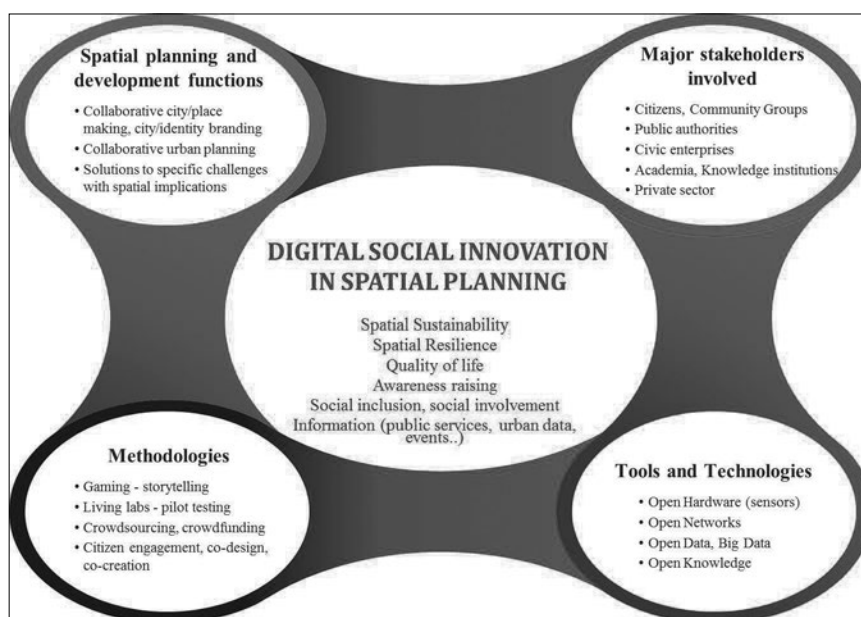 Spatial planning and
development functions
• Collaborative city/place
making, city/identity branding
• Collaborative urban planning
• Solutions to specific challenges
with spatial implications
Major stakeholders
involved
• Citizens, Community Groups
• Public authorities
• Civic enterprises
• Academia, Knowledge institutions
• Private sector
DIGITAL SOCIAL INNOVATION
IN SPATIAL PLANNING
Spatial Sustainability
Spatial Resilience
Quality of life
Awareness raising
Social inclusion, social involvement
Information (public services, urban data,
events..)
Methodologies
• Gaming - storytelling
• Living labs - pilot testing
• Crowdsourcing, crowdfunding
• Citizen engagement, co-design,
co-creation
Tools and Technologies
• Open Hardware (sensors)
• Open Networks
• Open Data, Big Data
• Open Knowledge